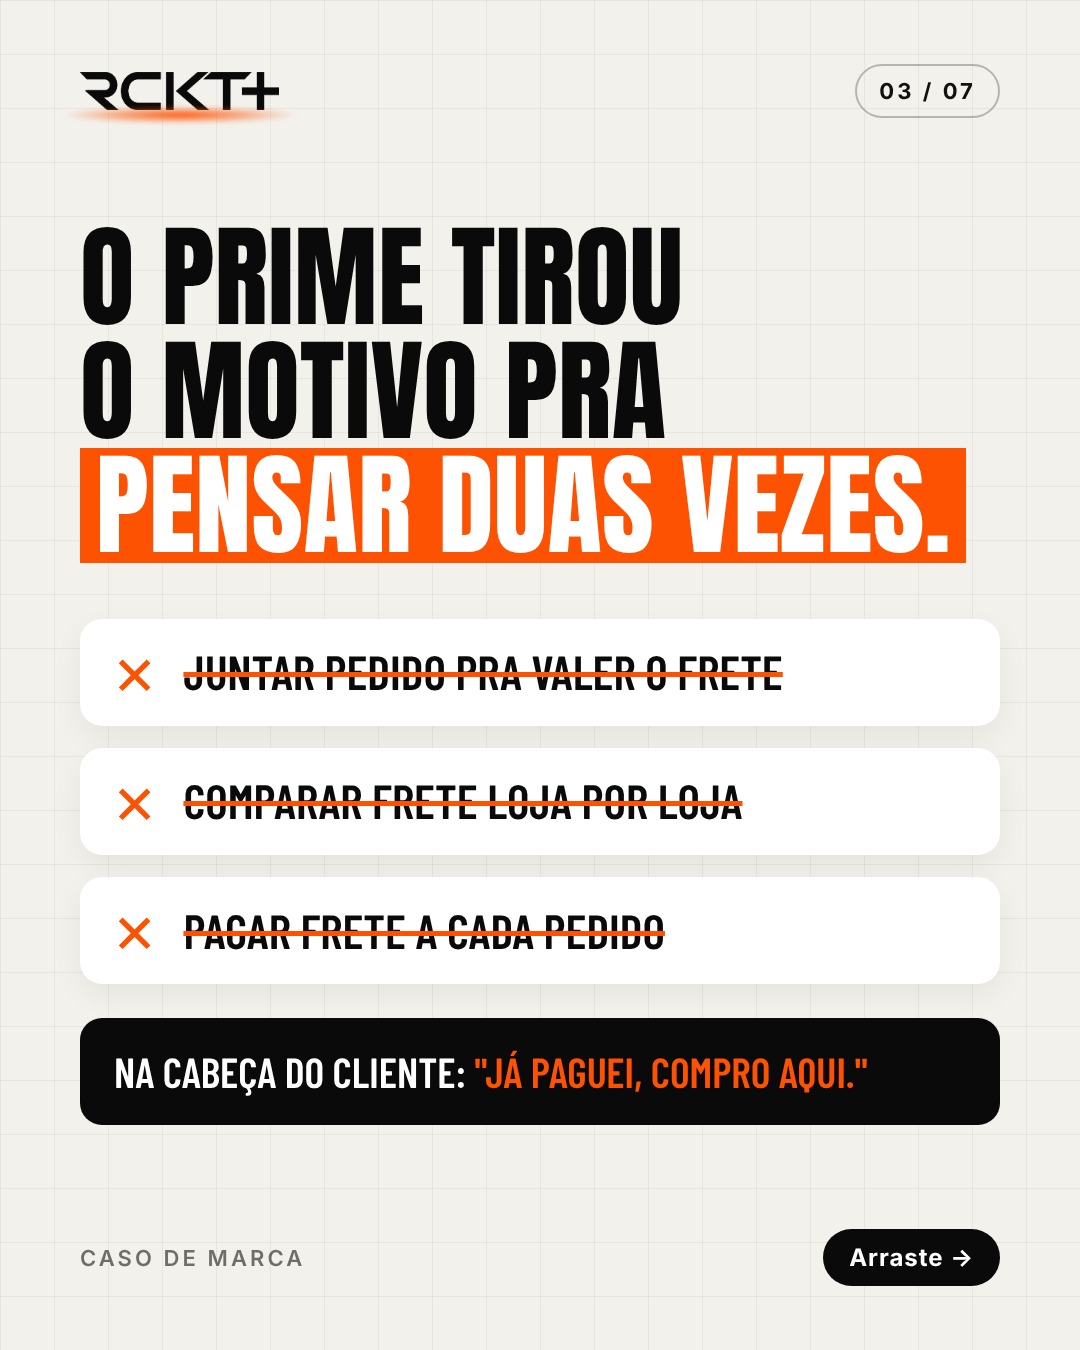 RCKT+
03 / 07
O PRIME TIROU
O MOTIVO PRA
PENSAR DUAS VEZES.
JUNTAR PEDIDO PRA VALER O FRETE
COMPARAR FRETE LOJA POR LOJA
PAGAR FRETE A CADA PEDIDO
NA CABEÇA DO CLIENTE: "JÁ PAGUEI, COMPRO AQUI."
CASO DE MARCA
Arraste →